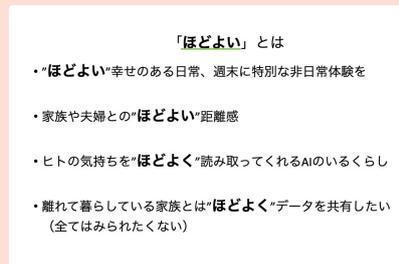 「ほどよい」とは
• ”ほどよい”幸せのある日常、週末に特別な非日常体験を
• 家族や夫婦との”ほどよい”距離感
• ヒトの気持ちを”ほどよく”読み取ってくれるAIのいるくらし
• 離れて暮らしている家族とは”ほどよく”データを共有したい
（全てはみられたくない）